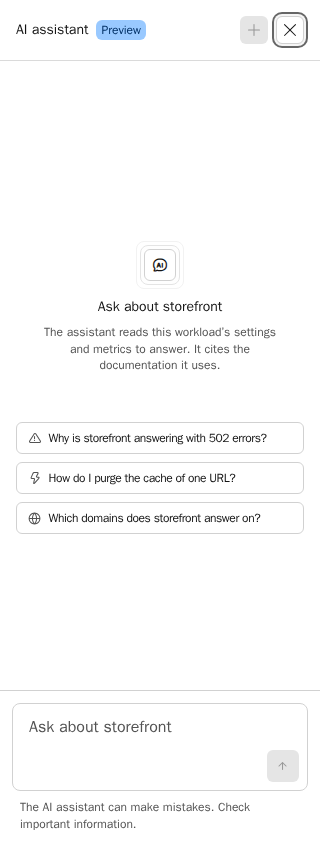 AI assistant Preview
AI
Ask about storefront
The assistant reads this workload's settings
and metrics to answer. It cites the
documentation it uses.
Why is storefront answering with 502 errors?
How do I purge the cache of one URL?
Which domains does storefront answer on?
Ask about storefront
The AI assistant can make mistakes. Check
important information.